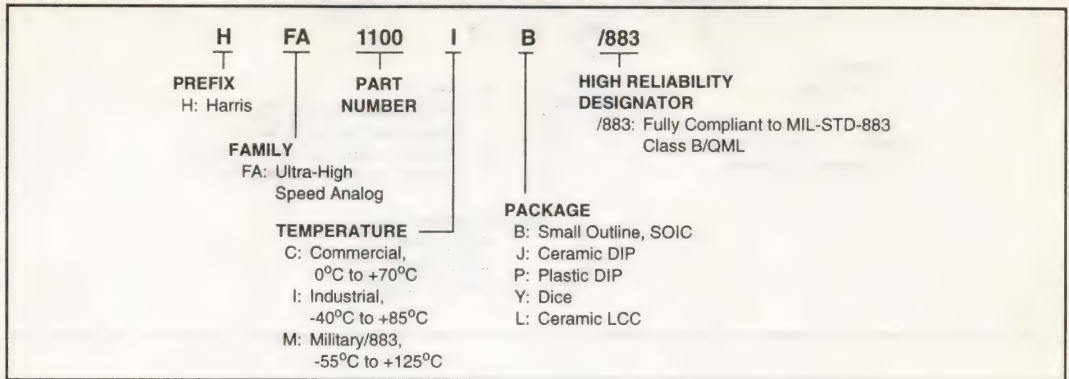 H FA 1100 I B /883
PREFIX
H: Harris
PART
NUMBER
HIGH RELIABILITY
DESIGNATOR
/883: Fully Compliant to MIL-STD-883
Class B/QML
FAMILY
FA: Ultra-High
Speed Analog
TEMPERATURE
C: Commercial,
0°C to +70°C
I: Industrial,
-40°C to +85°C
M: Military/883,
-55°C to +125°C
PACKAGE
B: Small Outline, SOIC
J: Ceramic DIP
P: Plastic DIP
Y: Dice
L: Ceramic LCC